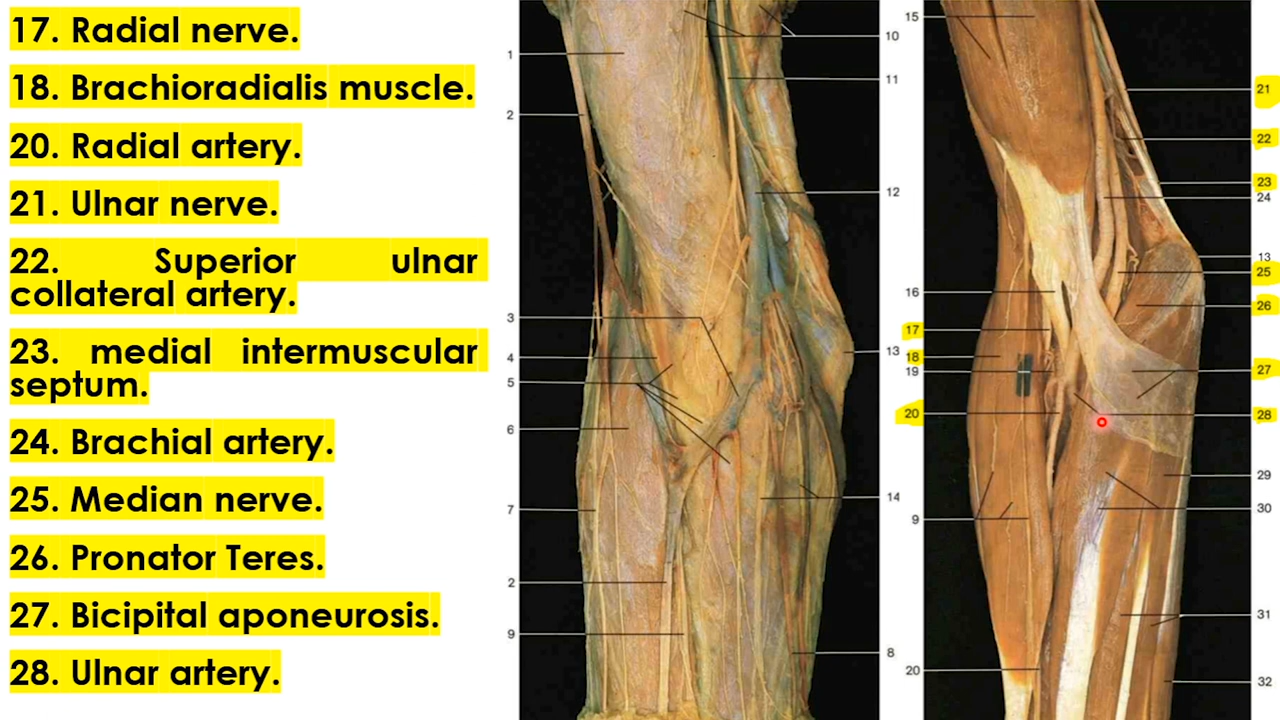 17. Radial nerve.
18. Brachioradialis muscle.
20. Radial artery.
21. Ulnar nerve.
22. Superior ulnar
collateral artery.
23. medial intermuscular
septum.
24. Brachial artery.
25. Median nerve.
26. Pronator Teres.
27. Bicipital aponeurosis.
28. Ulnar artery.
1
2
3
4
5
6
7
2
9
10
11
12
13
14
8
15
16
17
18
19
20
9
20
21
22
23
24
13
25
26
27
28
29
30
31
32